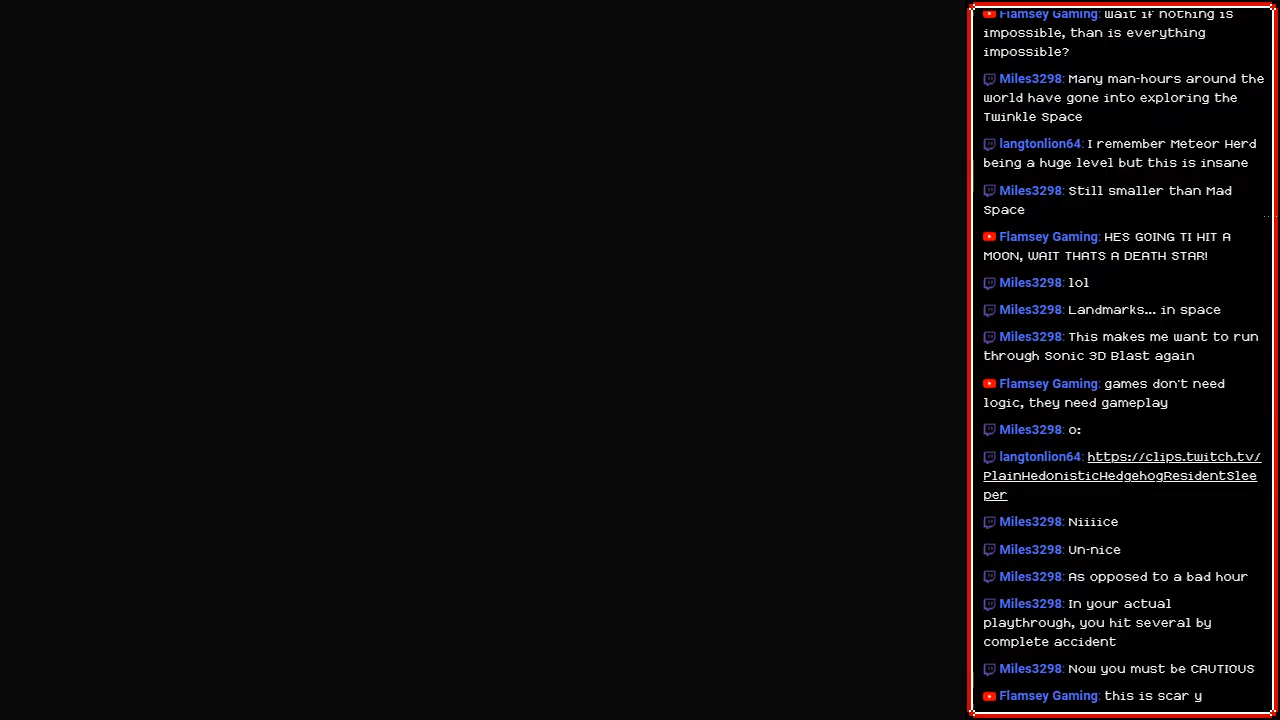 Flamsey Gaming: wait if nothing is
impossible, than is everything
impossible?
Miles3298: Many man-hours around the
world have gone into exploring the
Twinkle Space
langtonlion64: I remember Meteor Herd
being a huge level but this is insane
Miles3298: Still smaller than Mad
Space
Flamsey Gaming: HES GOING TI HIT A
MOON, WAIT THATS A DEATH STAR!
Miles3298: lol
Miles3298: Landmarks... in space
Miles3298: This makes me want to run
through Sonic 3D Blast again
Flamsey Gaming: games don't need
logic, they need gameplay
Miles3298: o:
langtonlion64: https://clips.twitch.tv/
PlainHedonisticHedgehogResidentSlee
per
Miles3298: Niiiice
Miles3298: Un-nice
Miles3298: As opposed to a bad hour
Miles3298: In your actual
playthrough, you hit several by
complete accident
Miles3298: Now you must be CAUTIOUS
Flamsey Gaming: this is scar y